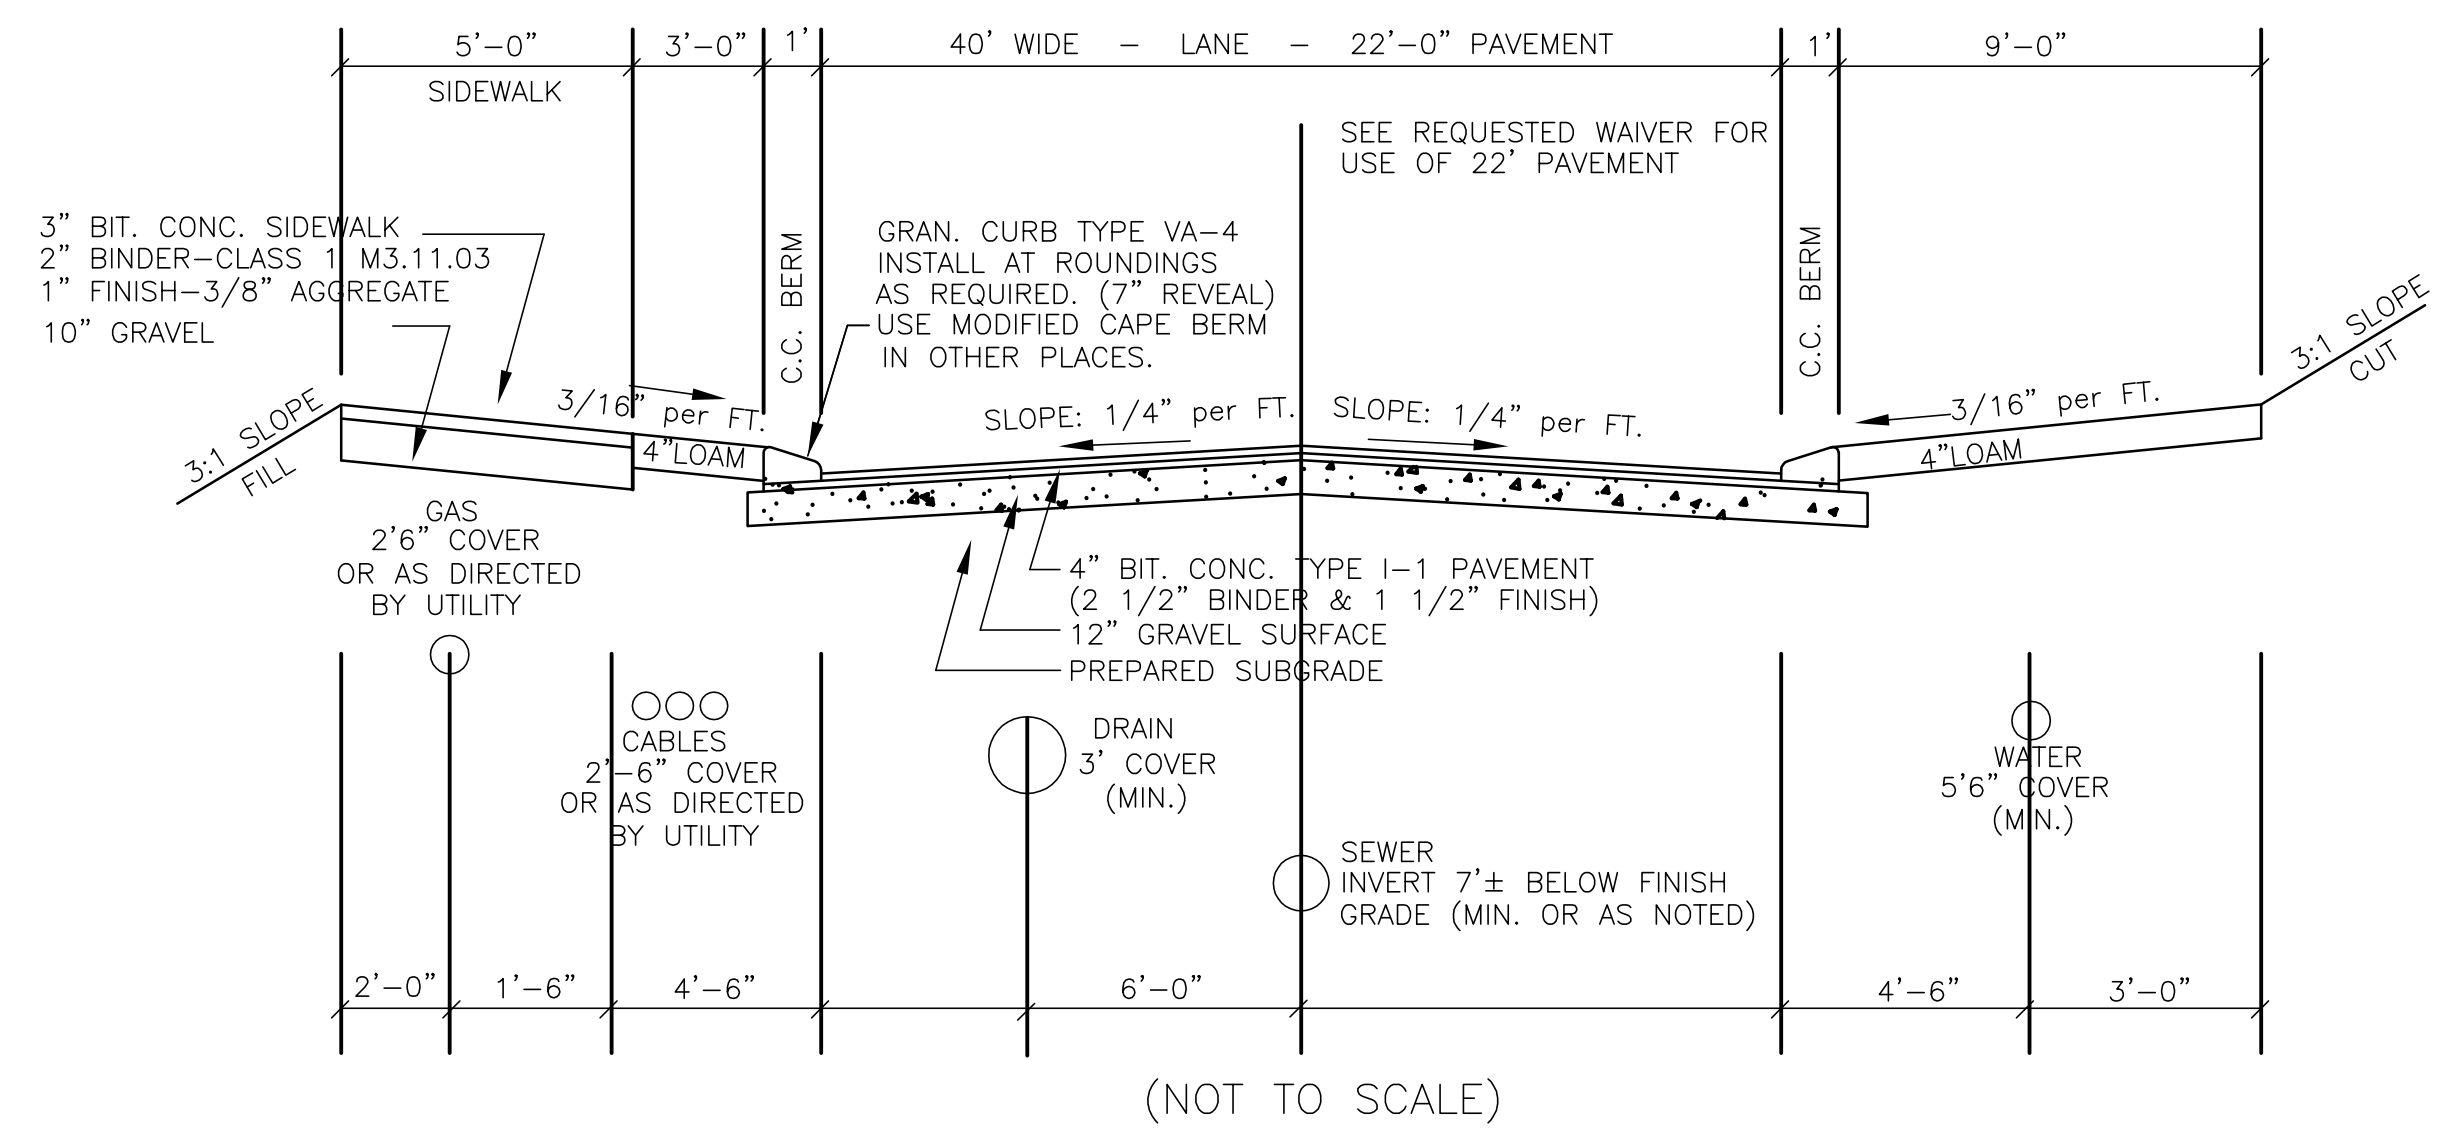 5'-0"
3'-0"
1'
40' WIDE - LANE - 22'-0" PAVEMENT
1'
9'-0"
SIDEWALK
SEE REQUESTED WAIVER FOR
USE OF 22' PAVEMENT
3" BIT. CONC. SIDEWALK
2" BINDER-CLASS 1 M3.11.03
1" FINISH-3/8" AGGREGATE
10" GRAVEL
C.C. BERM
GRAN. CURB TYPE VA-4
INSTALL AT ROUNDINGS
AS REQUIRED. (7" REVEAL)
USE MODIFIED CAPE BERM
IN OTHER PLACES.
C.C. BERM
3:1 SLOPE
CUT
3:1 SLOPE
FILL
3/16" per FT.
4"LOAM
SLOPE: 1/4" per FT.
SLOPE: 1/4" per FT.
3/16" per FT.
4"LOAM
GAS
2'6" COVER
OR AS DIRECTED
BY UTILITY
4" BIT. CONC. TYPE I-1 PAVEMENT
(2 1/2" BINDER & 1 1/2" FINISH)
12" GRAVEL SURFACE
PREPARED SUBGRADE
CABLES
2'-6" COVER
OR AS DIRECTED
BY UTILITY
DRAIN
3' COVER
(MIN.)
WATER
5'6" COVER
(MIN.)
SEWER
INVERT 7'± BELOW FINISH
GRADE (MIN. OR AS NOTED)
2'-0"
1'-6"
4'-6"
6'-0"
4'-6"
3'-0"
(NOT TO SCALE)